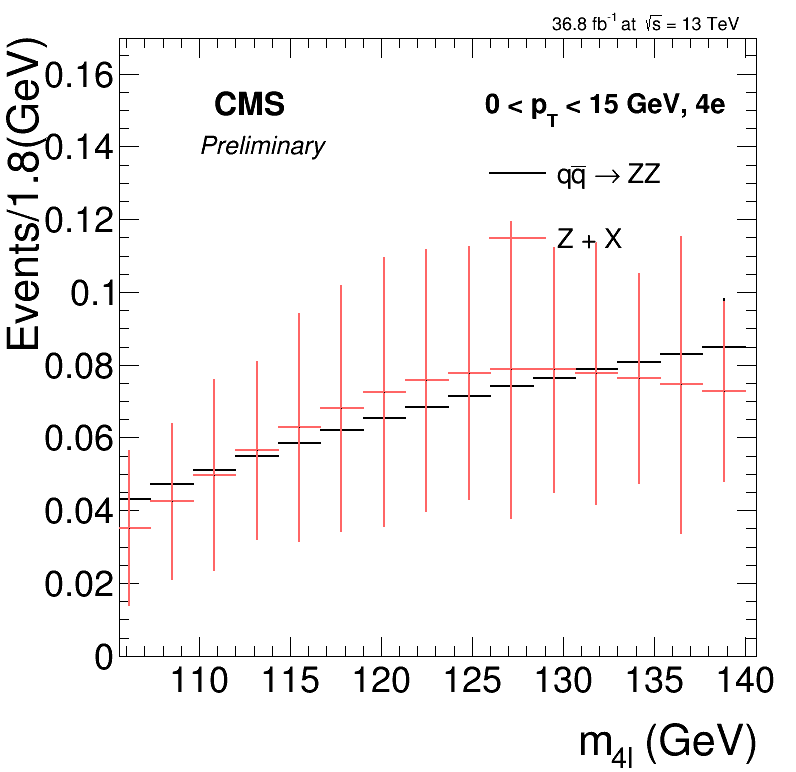 36.8 fb⁻¹ at √s = 13 TeV
CMS
Preliminary
0 < p_T < 15 GeV, 4e
qq̅ → ZZ
Z + X
Events/1.8(GeV)
0.16
0.14
0.12
0.1
0.08
0.06
0.04
0.02
0
110 115 120 125 130 135 140
m_4l (GeV)